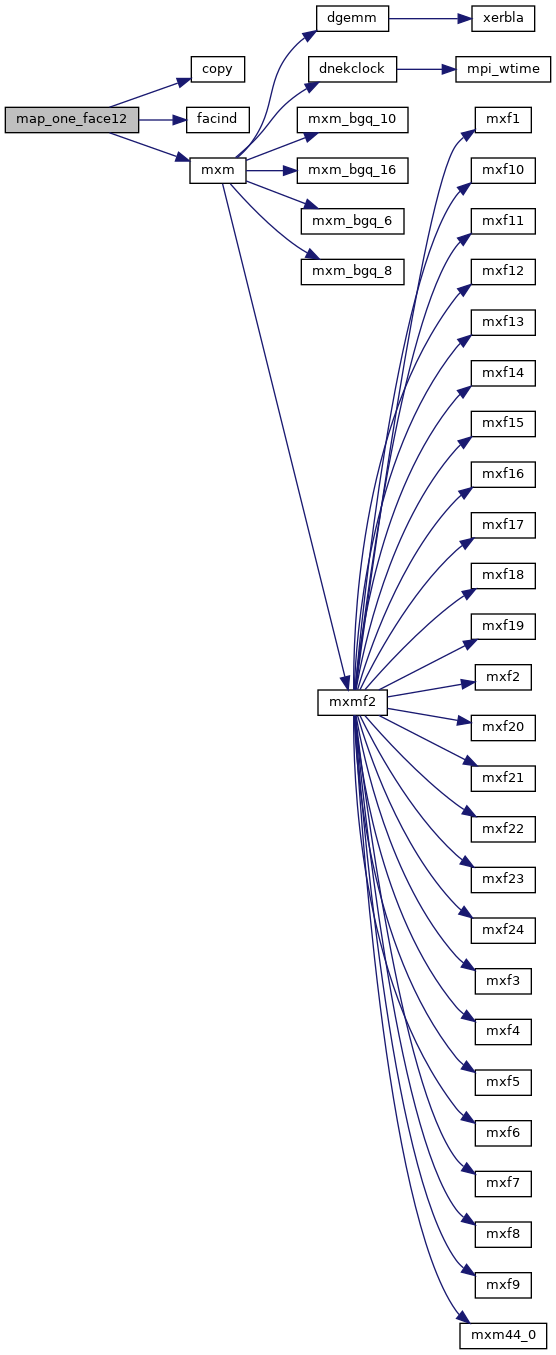 dgemm
xerbla
copy
dnekclock
mpi_wtime
map_one_face12
facind
mxm_bgq_10
mxf1
mxm
mxm_bgq_16
mxf10
mxm_bgq_6
mxf11
mxm_bgq_8
mxf12
mxf13
mxf14
mxf15
mxf16
mxf17
mxf18
mxf19
mxf2
mxmf2
mxf20
mxf21
mxf22
mxf23
mxf24
mxf3
mxf4
mxf5
mxf6
mxf7
mxf8
mxf9
mxm44_0